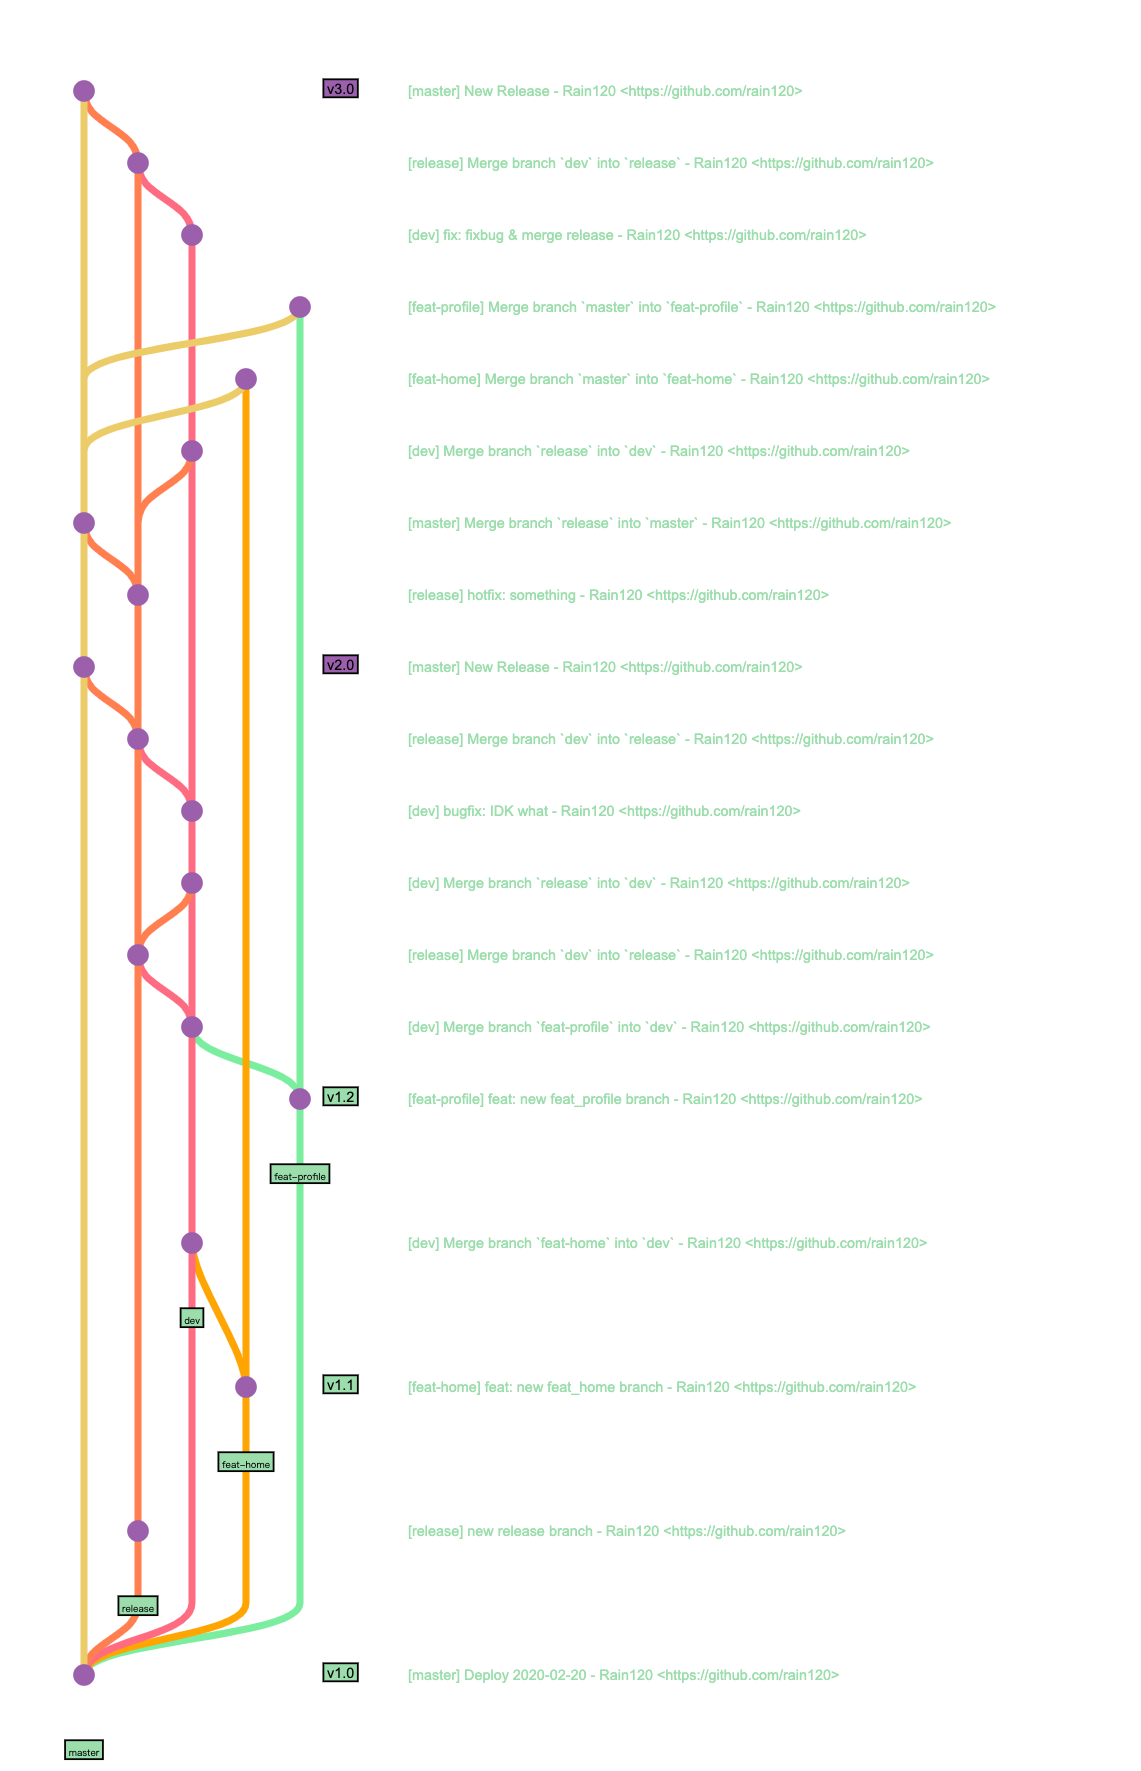 v3.0 [master] New Release - Rain120 <https://github.com/rain120>
[release] Merge branch `dev` into `release` - Rain120 <https://github.com/rain120>
[dev] fix: fixbug & merge release - Rain120 <https://github.com/rain120>
[feat-profile] Merge branch `master` into `feat-profile` - Rain120 <https://github.com/rain120>
[feat-home] Merge branch `master` into `feat-home` - Rain120 <https://github.com/rain120>
[dev] Merge branch `release` into `dev` - Rain120 <https://github.com/rain120>
[master] Merge branch `release` into `master` - Rain120 <https://github.com/rain120>
[release] hotfix: something - Rain120 <https://github.com/rain120>
v2.0 [master] New Release - Rain120 <https://github.com/rain120>
[release] Merge branch `dev` into `release` - Rain120 <https://github.com/rain120>
[dev] bugfix: IDK what - Rain120 <https://github.com/rain120>
[dev] Merge branch `release` into `dev` - Rain120 <https://github.com/rain120>
[release] Merge branch `dev` into `release` - Rain120 <https://github.com/rain120>
[dev] Merge branch `feat-profile` into `dev` - Rain120 <https://github.com/rain120>
v1.2 [feat-profile] feat: new feat_profile branch - Rain120 <https://github.com/rain120>
feat-profile
[dev] Merge branch `feat-home` into `dev` - Rain120 <https://github.com/rain120>
dev
v1.1 [feat-home] feat: new feat_home branch - Rain120 <https://github.com/rain120>
feat-home
[release] new release branch - Rain120 <https://github.com/rain120>
release
v1.0 [master] Deploy 2020-02-20 - Rain120 <https://github.com/rain120>
master